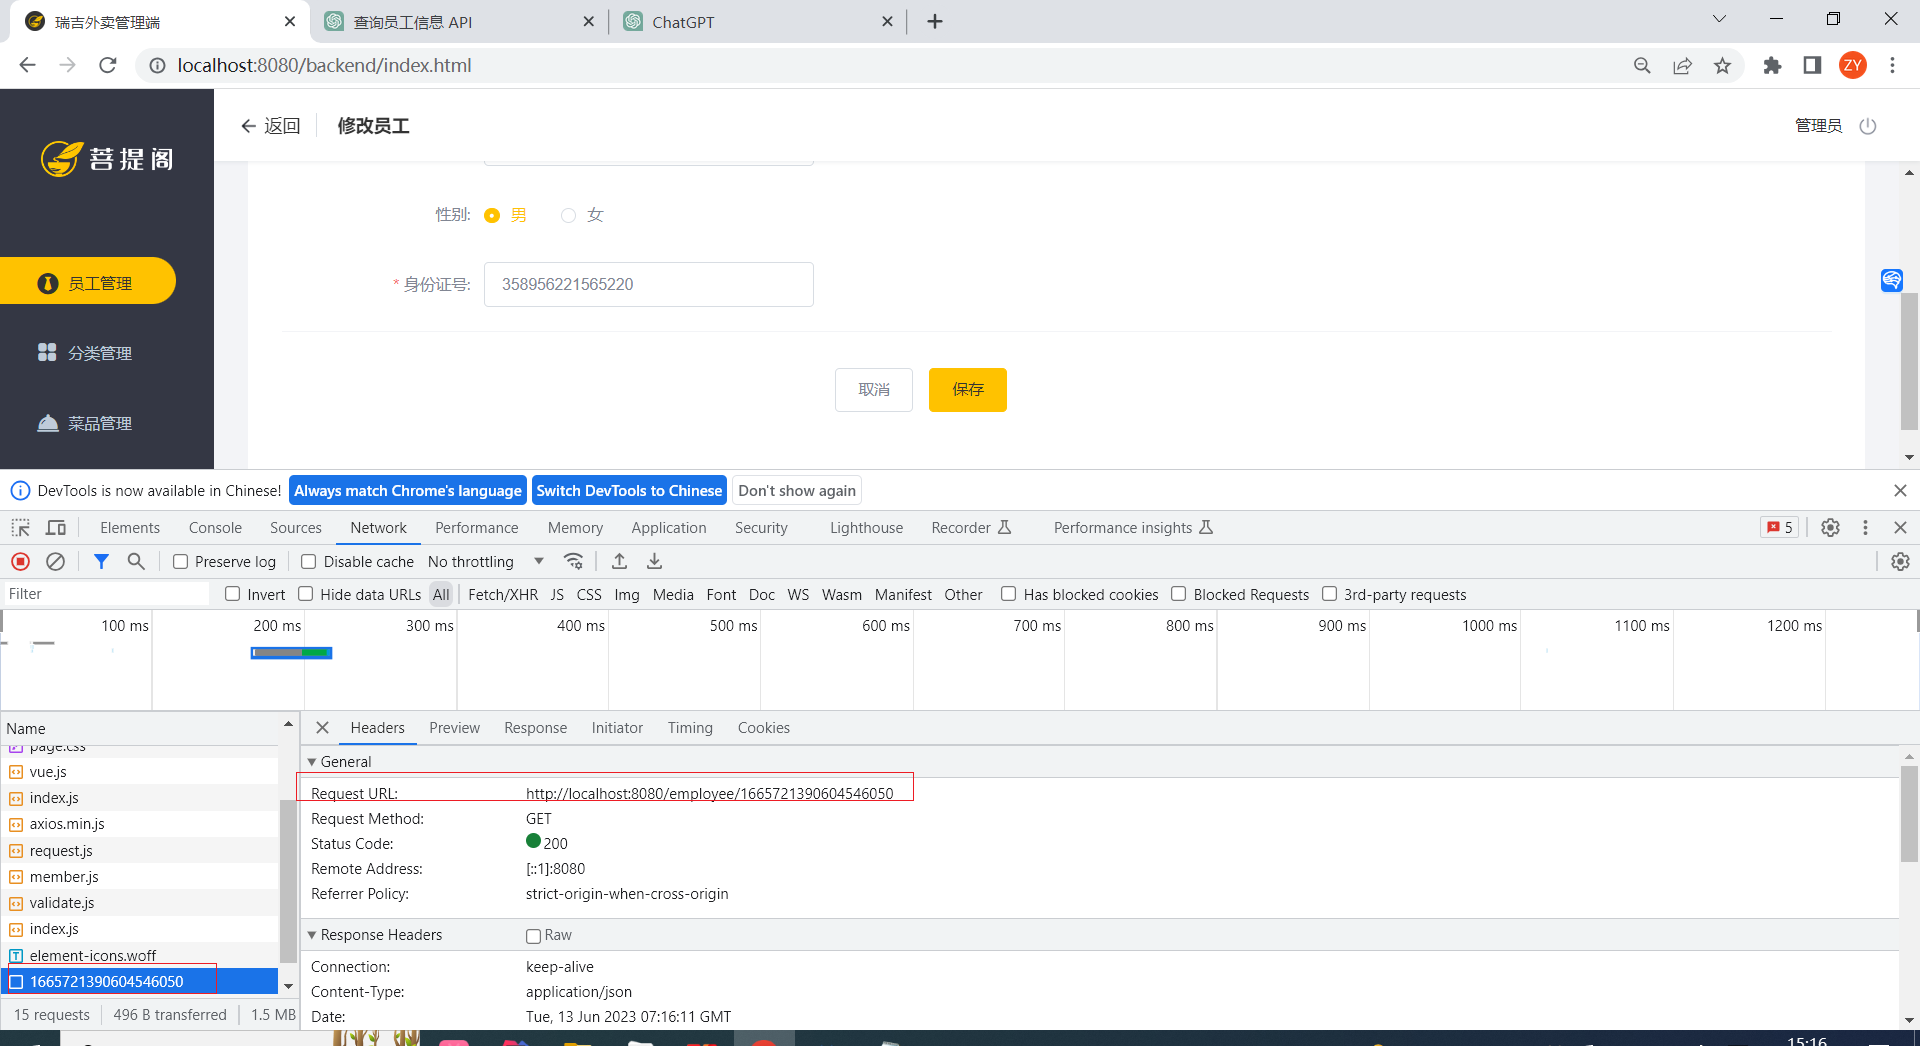 瑞吉外卖管理端
查询员工信息 API
ChatGPT
localhost:8080/backend/index.html
ZY
菩提阁
返回
修改员工
管理员
性别:
男
女
* 身份证号:
358956221565220
员工管理
分类管理
菜品管理
取消
保存
DevTools is now available in Chinese!
Always match Chrome's language
Switch DevTools to Chinese
Don't show again
Elements
Console
Sources
Network
Performance
Memory
Application
Security
Lighthouse
Recorder
Performance insights
5
Preserve log
Disable cache
No throttling
Filter
Invert
Hide data URLs
All
Fetch/XHR
JS
CSS
Img
Media
Font
Doc
WS
Wasm
Manifest
Other
Has blocked cookies
Blocked Requests
3rd-party requests
100 ms
200 ms
300 ms
400 ms
500 ms
600 ms
700 ms
800 ms
900 ms
1000 ms
1100 ms
1200 ms
Name
page.css
vue.js
index.js
axios.min.js
request.js
member.js
validate.js
index.js
element-icons.woff
1665721390604546050
15 requests
496 B transferred
1.5 MB
Headers
Preview
Response
Initiator
Timing
Cookies
General
Request URL: http://localhost:8080/employee/1665721390604546050
Request Method: GET
Status Code: 200
Remote Address: [::1]:8080
Referrer Policy: strict-origin-when-cross-origin
Response Headers
Raw
Connection: keep-alive
Content-Type: application/json
Date: Tue, 13 Jun 2023 07:16:11 GMT
15:16